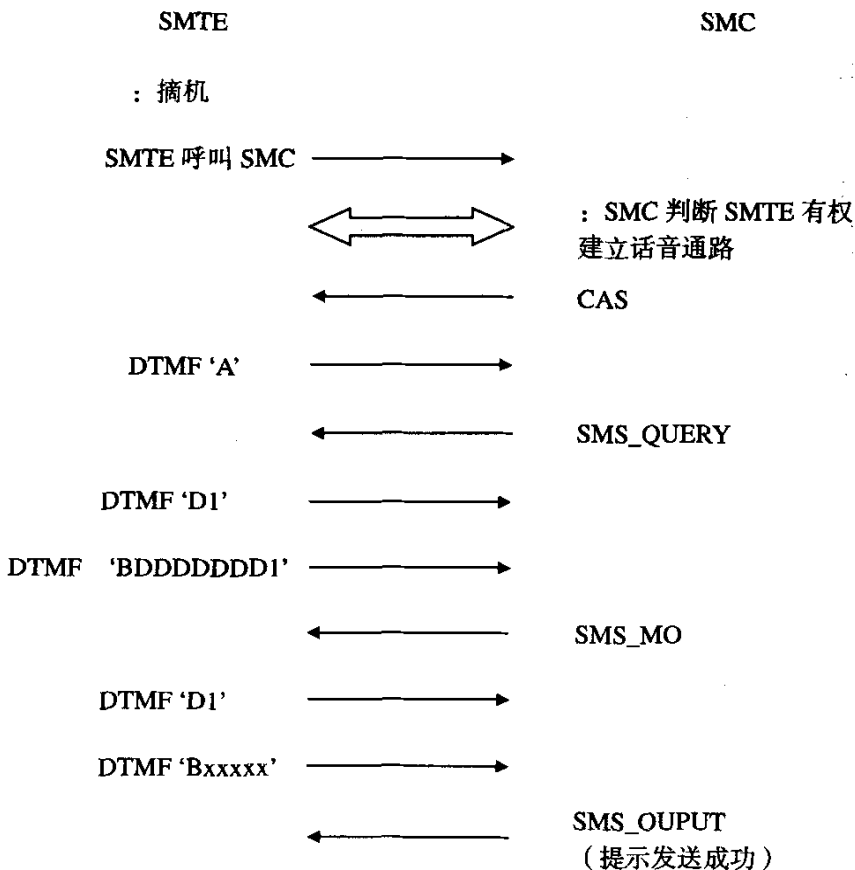 SMTE SMC
：摘机
SMTE 呼叫 SMC
：SMC 判断 SMTE 有权
建立话音通路
CAS
DTMF ‘A’
SMS_QUERY
DTMF ‘D1’
DTMF ‘BDDDDDDDD1’
SMS_MO
DTMF ‘D1’
DTMF ‘Bxxxxx’
SMS_OUPUT
（提示发送成功）